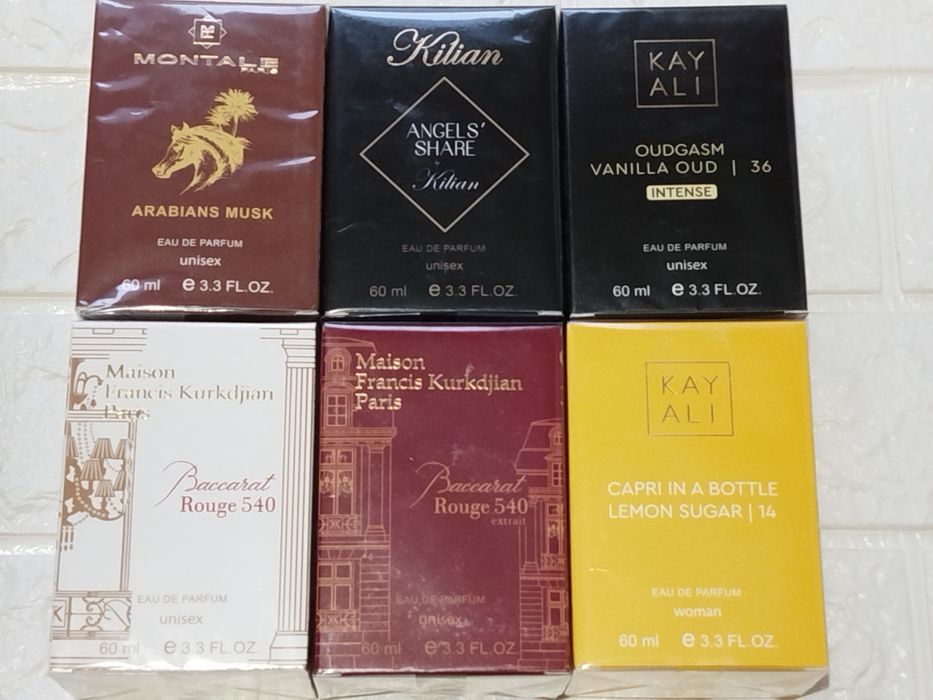 MONTALE
PARIS
ARABIANS MUSK
EAU DE PARFUM
unisex
60 ml e 3.3 FL.OZ.
Kilian
ANGELS'
SHARE
by
Kilian
EAU DE PARFUM
unisex
60 ml e 3.3 FL.OZ.
KAY
ALI
OUDGASM
VANILLA OUD | 36
INTENSE
EAU DE PARFUM
unisex
60 ml e 3.3 FL.OZ.
Maison
Francis Kurkdjian
Paris
Baccarat
Rouge 540
EAU DE PARFUM
unisex
60 ml e 3.3 FL.OZ.
Maison
Francis Kurkdjian
Paris
Baccarat
Rouge 540
extrait
EAU DE PARFUM
unisex
60 ml e 3.3 FL.OZ.
KAY
ALI
CAPRI IN A BOTTLE
LEMON SUGAR | 14
EAU DE PARFUM
woman
60 ml e 3.3 FL.OZ.